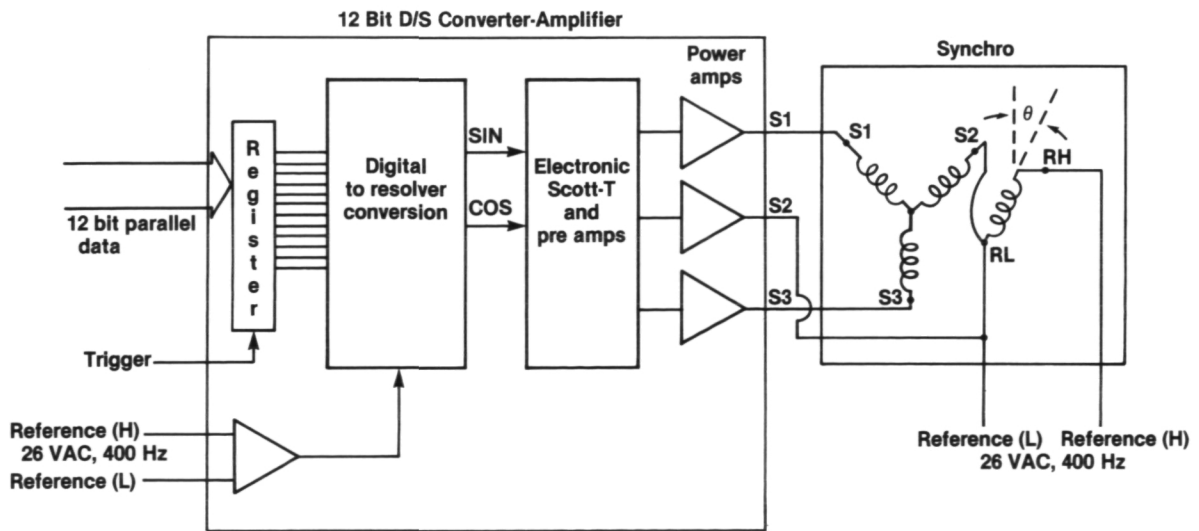 12 Bit D/S Converter-Amplifier
Power
amps
Synchro
Register
12 bit parallel
data
Trigger
Digital
to resolver
conversion
SIN
COS
Electronic
Scott-T
and
pre amps
S1
S2
S3
S1
S2
S3
θ
RH
RL
Reference (H)
26 VAC, 400 Hz
Reference (L)
Reference (L) Reference (H)
26 VAC, 400 Hz